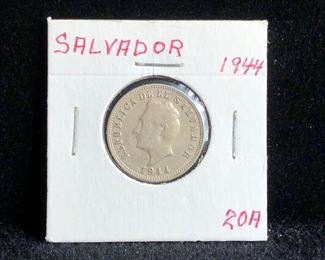 SALVADOR
1944
REPUBLICA DE EL SALVADOR
1944
20A